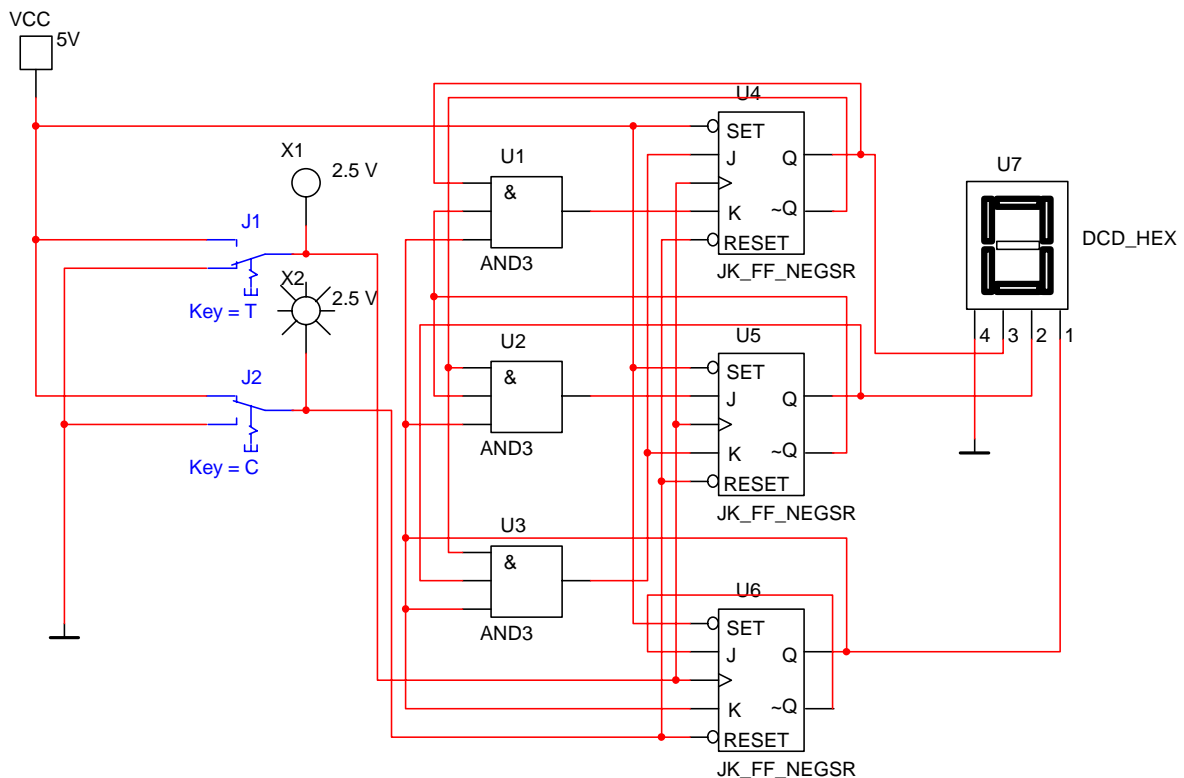 VCC
5V
X1
2.5 V
J1
Key = T
X2
2.5 V
J2
Key = C
U1
&
AND3
U2
&
AND3
U3
&
AND3
U4
SET
J
Q
K
~Q
RESET
JK_FF_NEGSR
U5
SET
J
Q
K
~Q
RESET
JK_FF_NEGSR
U6
SET
J
Q
K
~Q
RESET
JK_FF_NEGSR
U7
DCD_HEX
4 3 2 1